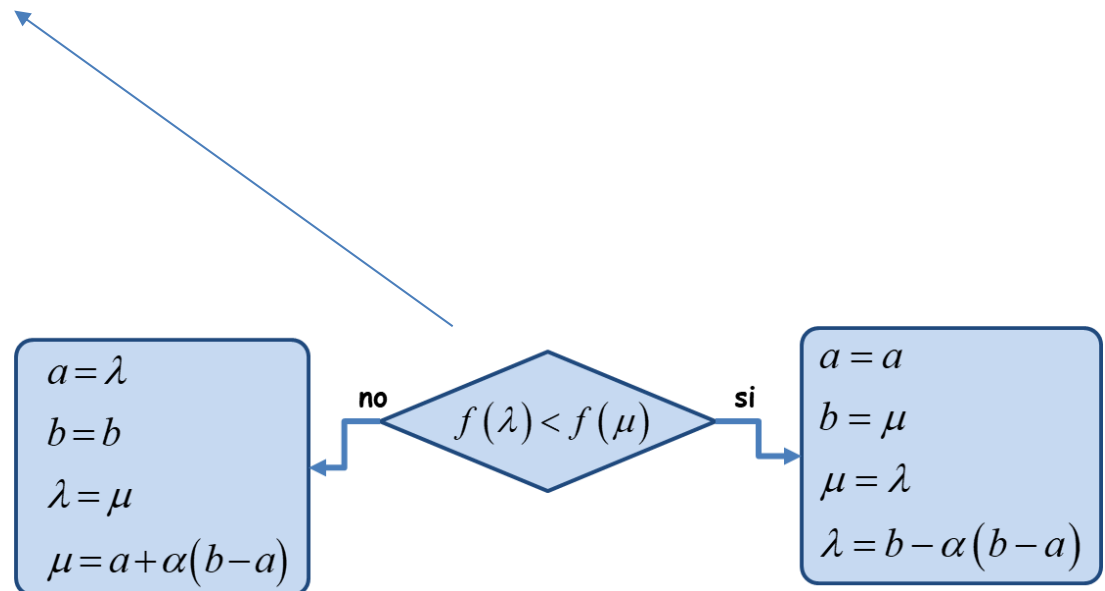 a = λ
b = b
λ = μ
μ = a + α(b − a)
no
f(λ) < f(μ)
si
a = a
b = μ
μ = λ
λ = b − α(b − a)